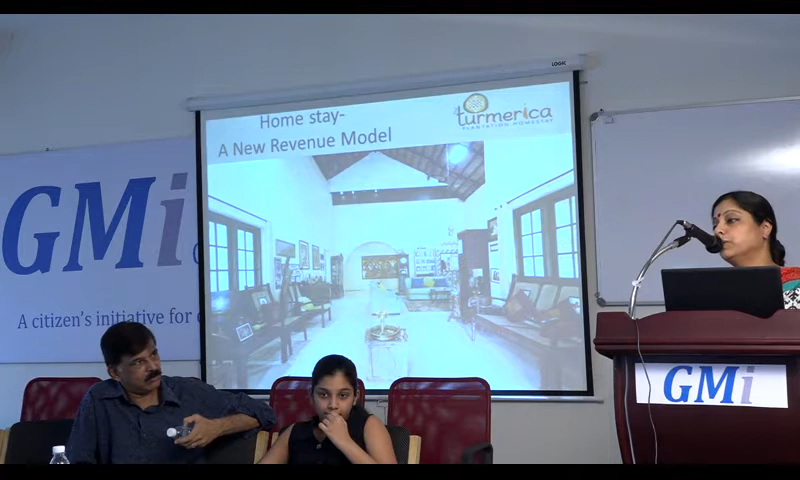 LOGIC
Home stay-
A New Revenue Model
turmerica
PLANTATION HOMESTAY
GMi
A citizen's initiative for
GMi